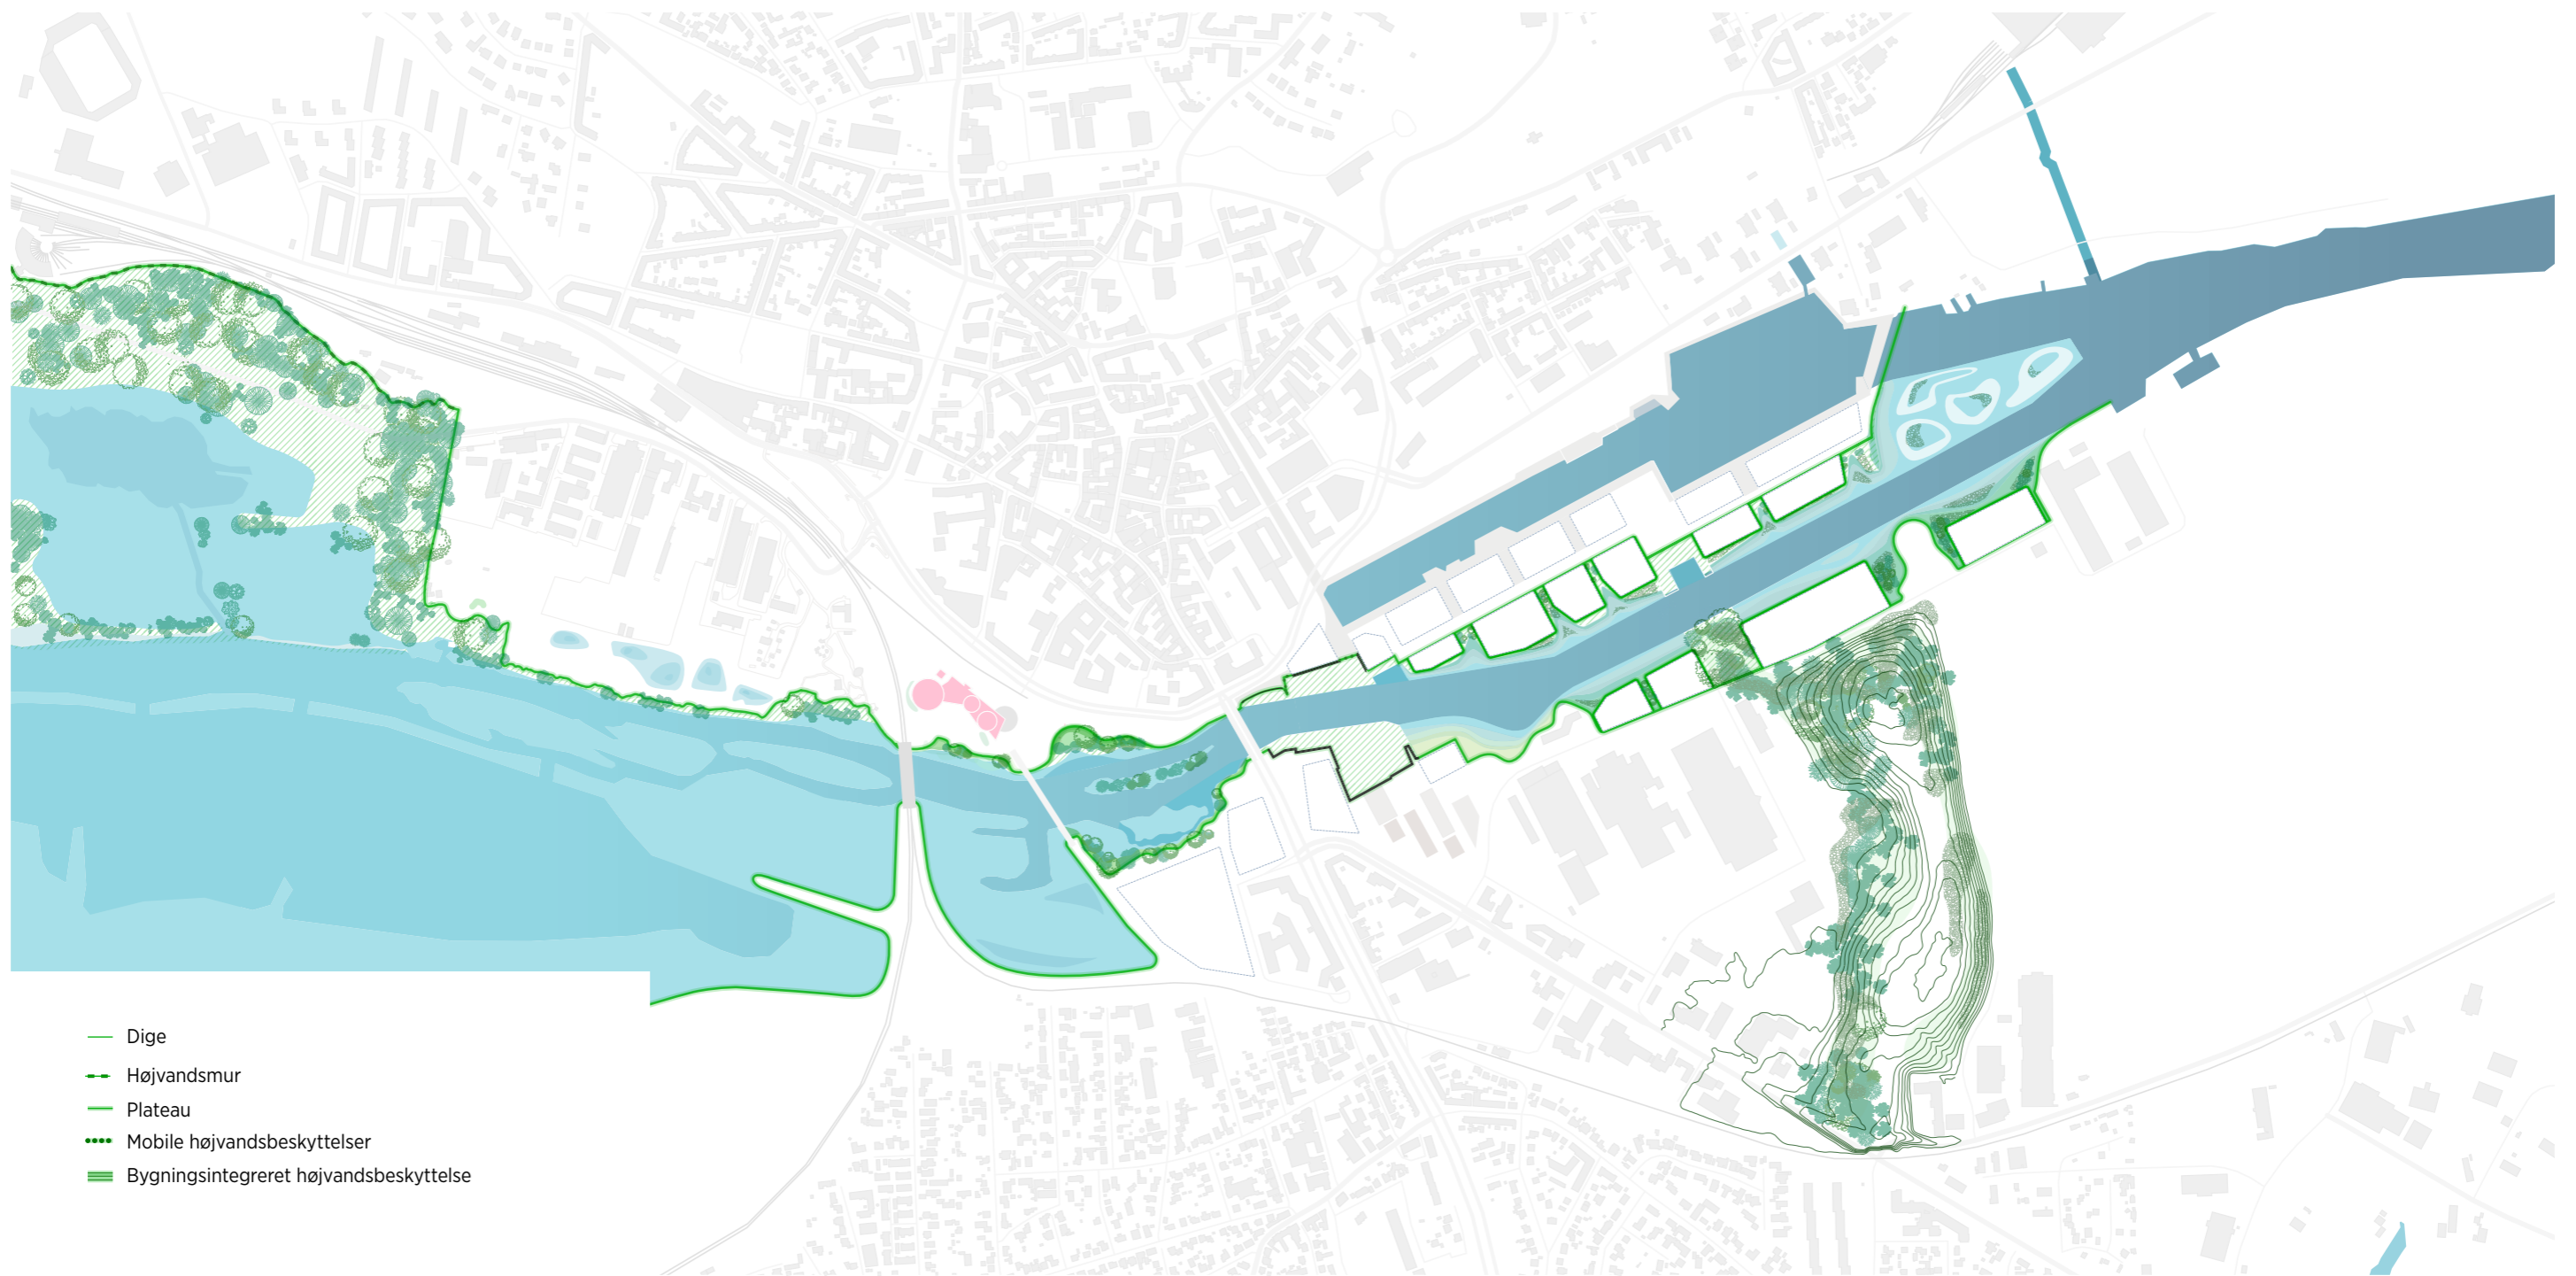 Dige
Højvandsmur
Plateau
Mobile højvandsbeskyttelser
Bygningsintegreret højvandsbeskyttelse